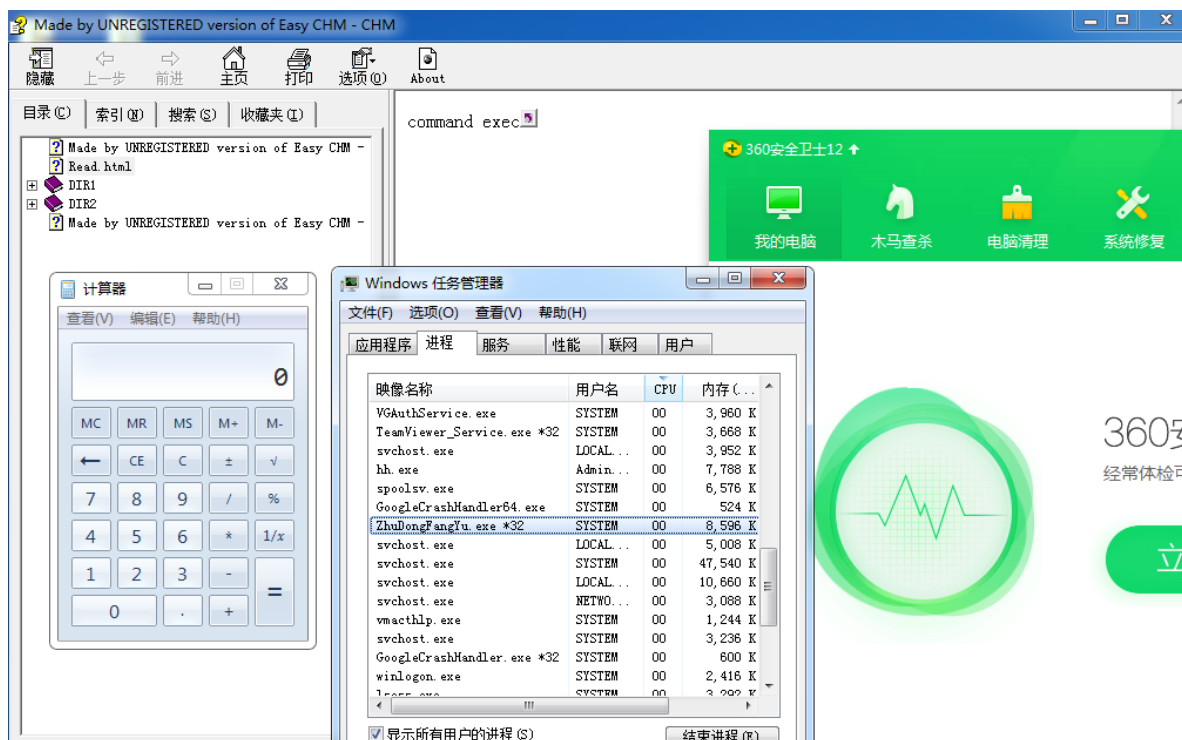 Made by UNREGISTERED version of Easy CHM - CHM
隐藏 上一步 前进 主页 打印 选项(O) About
目录(C) 索引(N) 搜索(S) 收藏夹(I)
Made by UNREGISTERED version of Easy CHM -
Read.html
DIR1
DIR2
Made by UNREGISTERED version of Easy CHM -
command exec
360安全卫士12
我的电脑 木马查杀 电脑清理 系统修复
计算器
查看(V) 编辑(E) 帮助(H)
0
MC MR MS M+ M-
← CE C ± √
7 8 9 / %
4 5 6 * 1/x
1 2 3 - =
0 . +
Windows 任务管理器
文件(F) 选项(O) 查看(V) 帮助(H)
应用程序 进程 服务 性能 联网 用户
映像名称 用户名 CPU 内存(...
VGAuthService.exe SYSTEM 00 3,960 K
TeamViewer_Service.exe *32 SYSTEM 00 3,668 K
svchost.exe LOCAL... 00 3,952 K
hh.exe Admin... 00 7,788 K
spoolsv.exe SYSTEM 00 6,576 K
GoogleCrashHandler64.exe SYSTEM 00 524 K
ZhuDongFangYu.exe *32 SYSTEM 00 8,596 K
svchost.exe LOCAL... 00 5,008 K
svchost.exe SYSTEM 00 47,540 K
svchost.exe LOCAL... 00 10,660 K
svchost.exe NETWO... 00 3,088 K
vmacthlp.exe SYSTEM 00 1,244 K
svchost.exe SYSTEM 00 3,236 K
GoogleCrashHandler.exe *32 SYSTEM 00 600 K
winlogon.exe SYSTEM 00 2,416 K
显示所有用户的进程(S) 结束进程(E)
360安
经常体检可
立